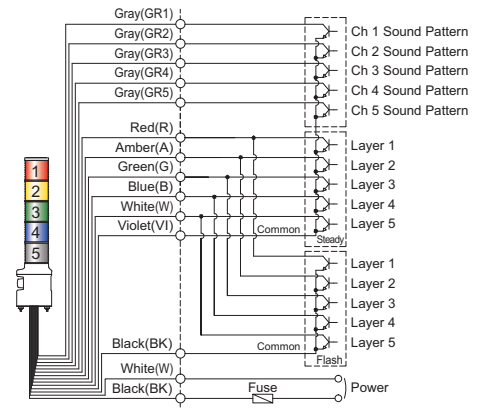 Gray(GR1)
Gray(GR2)
Gray(GR3)
Gray(GR4)
Gray(GR5)
Ch 1 Sound Pattern
Ch 2 Sound Pattern
Ch 3 Sound Pattern
Ch 4 Sound Pattern
Ch 5 Sound Pattern
Red(R)
Amber(A)
Green(G)
Blue(B)
White(W)
Violet(VI)
Layer 1
Layer 2
Layer 3
Layer 4
Layer 5
Common
Steady
1
2
3
4
5
Layer 1
Layer 2
Layer 3
Layer 4
Layer 5
Black(BK)
Common
Flash
White(W)
Black(BK)
Fuse
Power